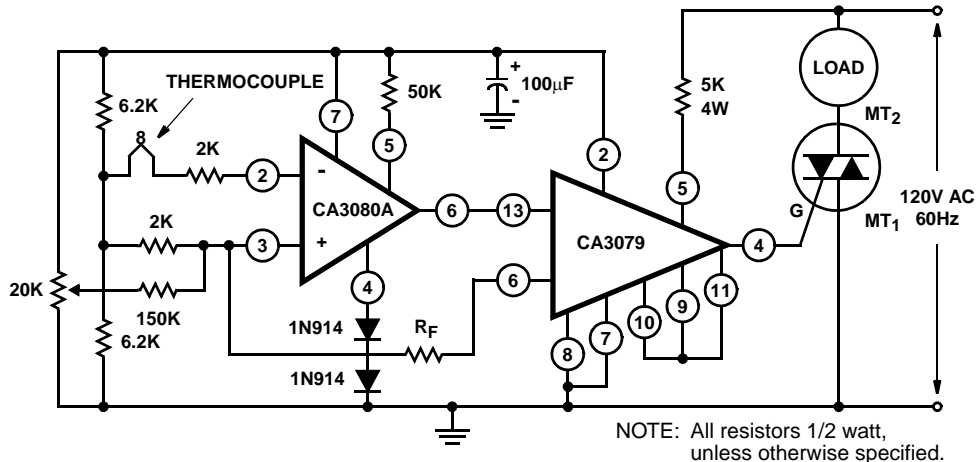 THERMOCOUPLE
6.2K
8
2K
2
7
50K
5
+
100µF
-
2
5K
4W
LOAD
MT2
5
-
CA3080A
+
6
13
CA3079
4
G
MT1
120V AC
60Hz
2K
3
20K
150K
6.2K
4
1N914
RF
1N914
6
8
7
10
9
11
NOTE: All resistors 1/2 watt,
unless otherwise specified.